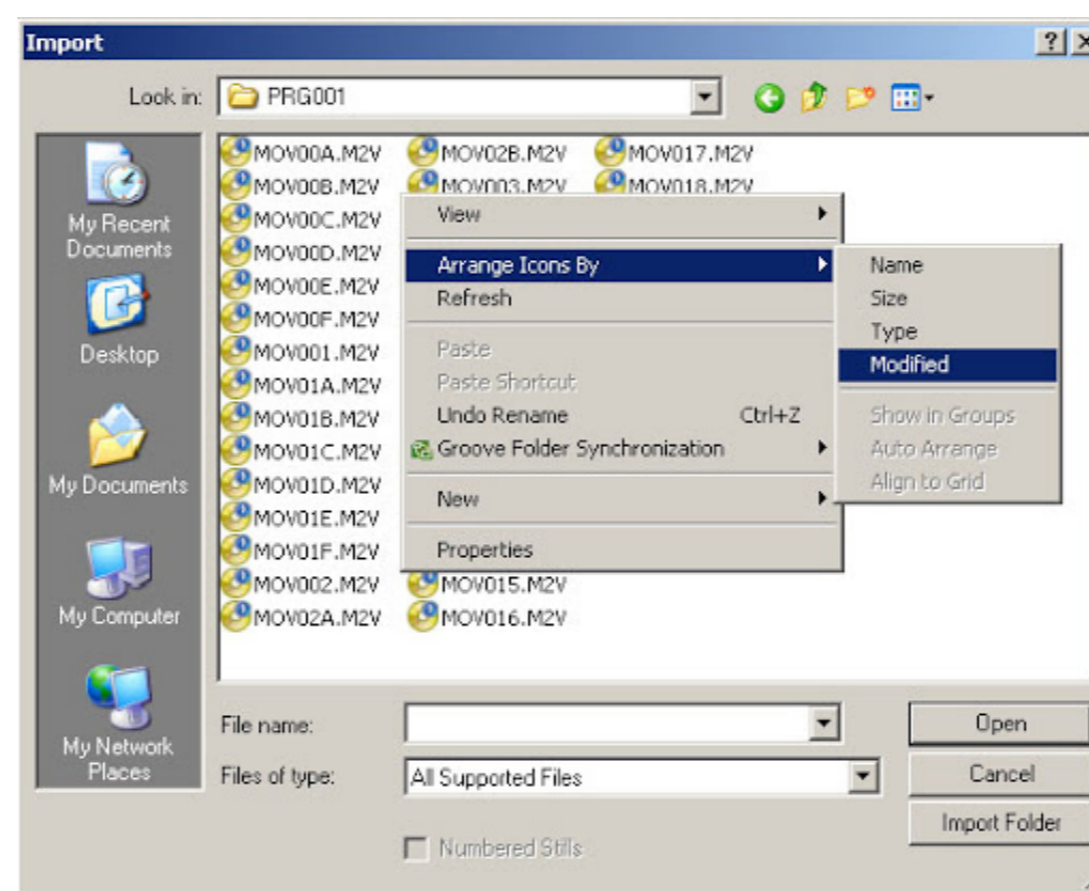 Import
Look in: PRG001
My Recent
Documents
Desktop
My Documents
My Computer
My Network
Places
MOV00A.M2V
MOV00B.M2V
MOV00C.M2V
MOV00D.M2V
MOV00E.M2V
MOV00F.M2V
MOV001.M2V
MOV01A.M2V
MOV01B.M2V
MOV01C.M2V
MOV01D.M2V
MOV01E.M2V
MOV01F.M2V
MOV002.M2V
MOV02A.M2V
MOV02B.M2V
MOV003.M2V
MOV015.M2V
MOV016.M2V
MOV017.M2V
MOV018.M2V
View
Arrange Icons By
Refresh
Paste
Paste Shortcut
Undo Rename Ctrl+Z
Groove Folder Synchronization
New
Properties
Name
Size
Type
Modified
Show in Groups
Auto Arrange
Align to Grid
File name:
Open
Files of type: All Supported Files
Cancel
Import Folder
Numbered Stills